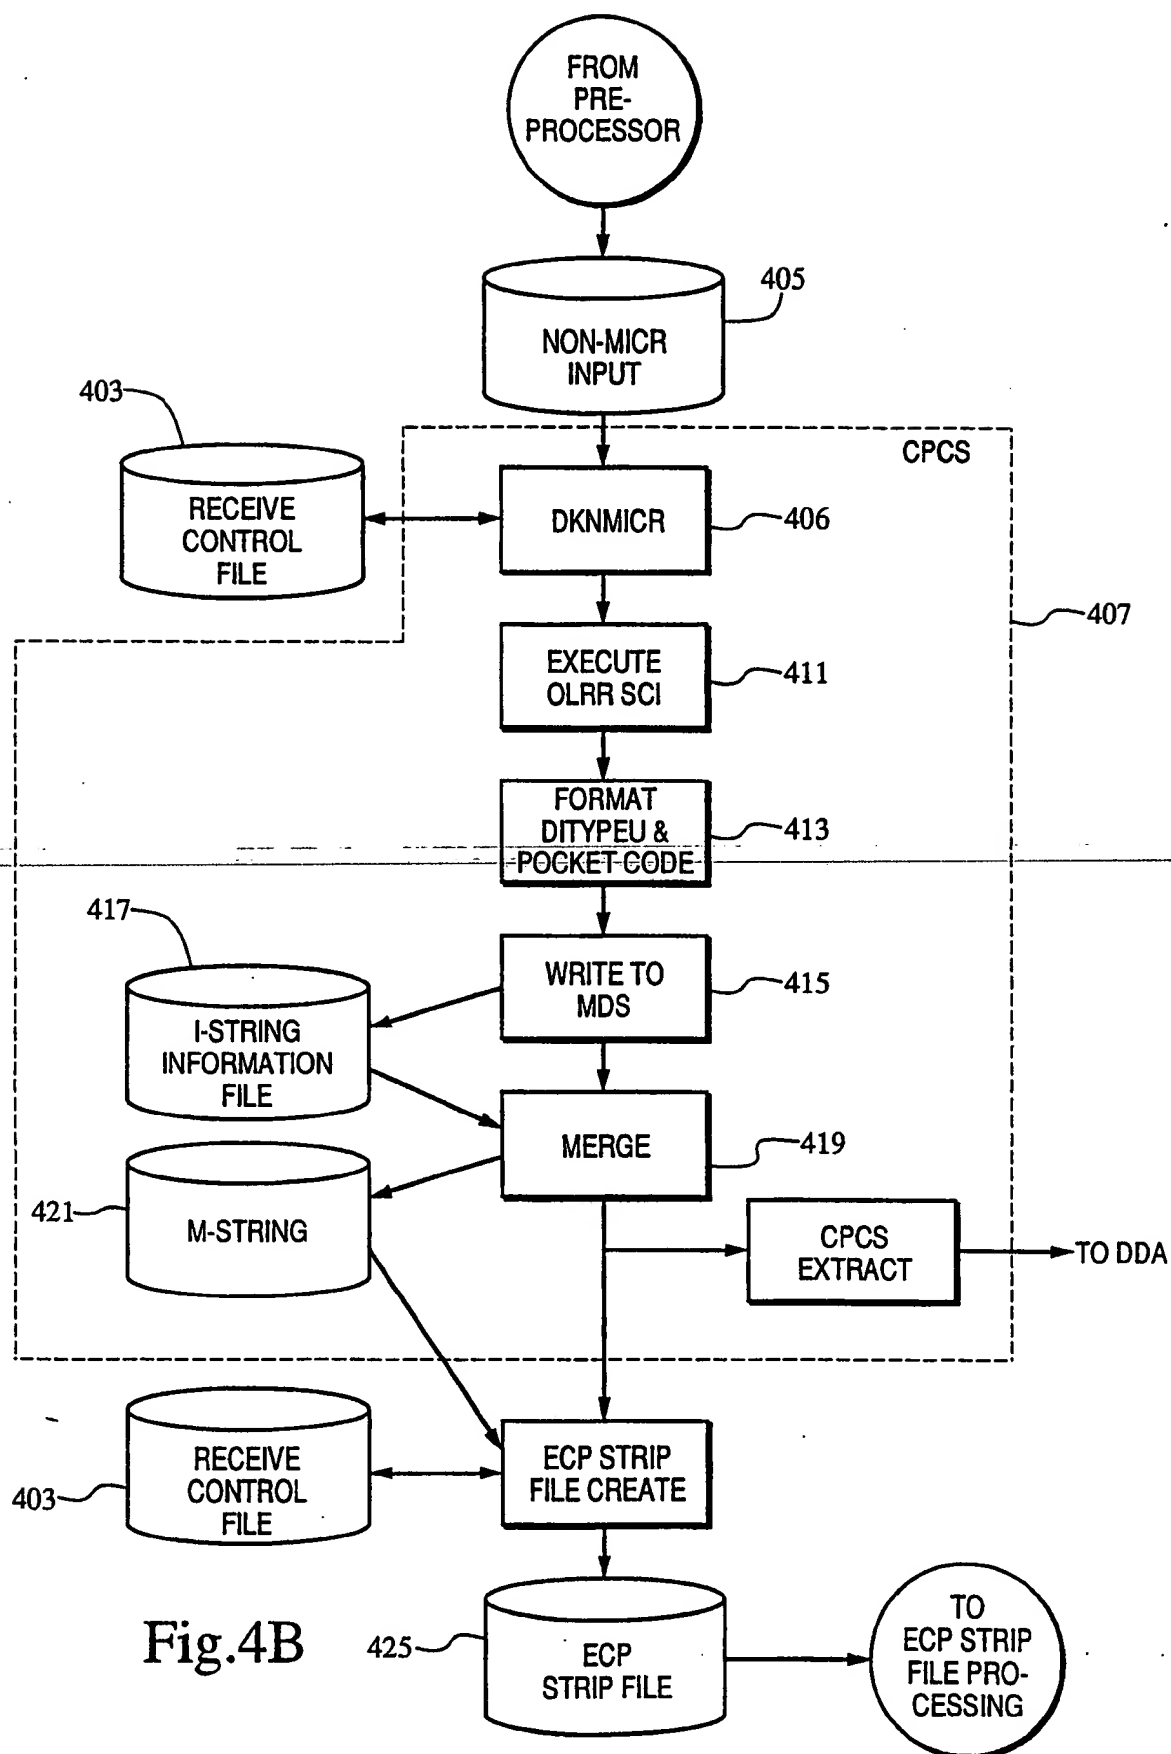 FROM
PRE-
PROCESSOR
405
NON-MICR
INPUT
403
CPCS
RECEIVE
CONTROL
FILE
DKNMICR
406
407
EXECUTE
OLRR SCI
411
FORMAT
DITYPEU &
POCKET CODE
413
417
WRITE TO
MDS
415
I-STRING
INFORMATION
FILE
MERGE
419
421
M-STRING
CPCS
EXTRACT
TO DDA
RECEIVE
CONTROL
FILE
403
ECP STRIP
FILE CREATE
Fig.4B
425
ECP
STRIP FILE
TO
ECP STRIP
FILE PRO-
CESSING